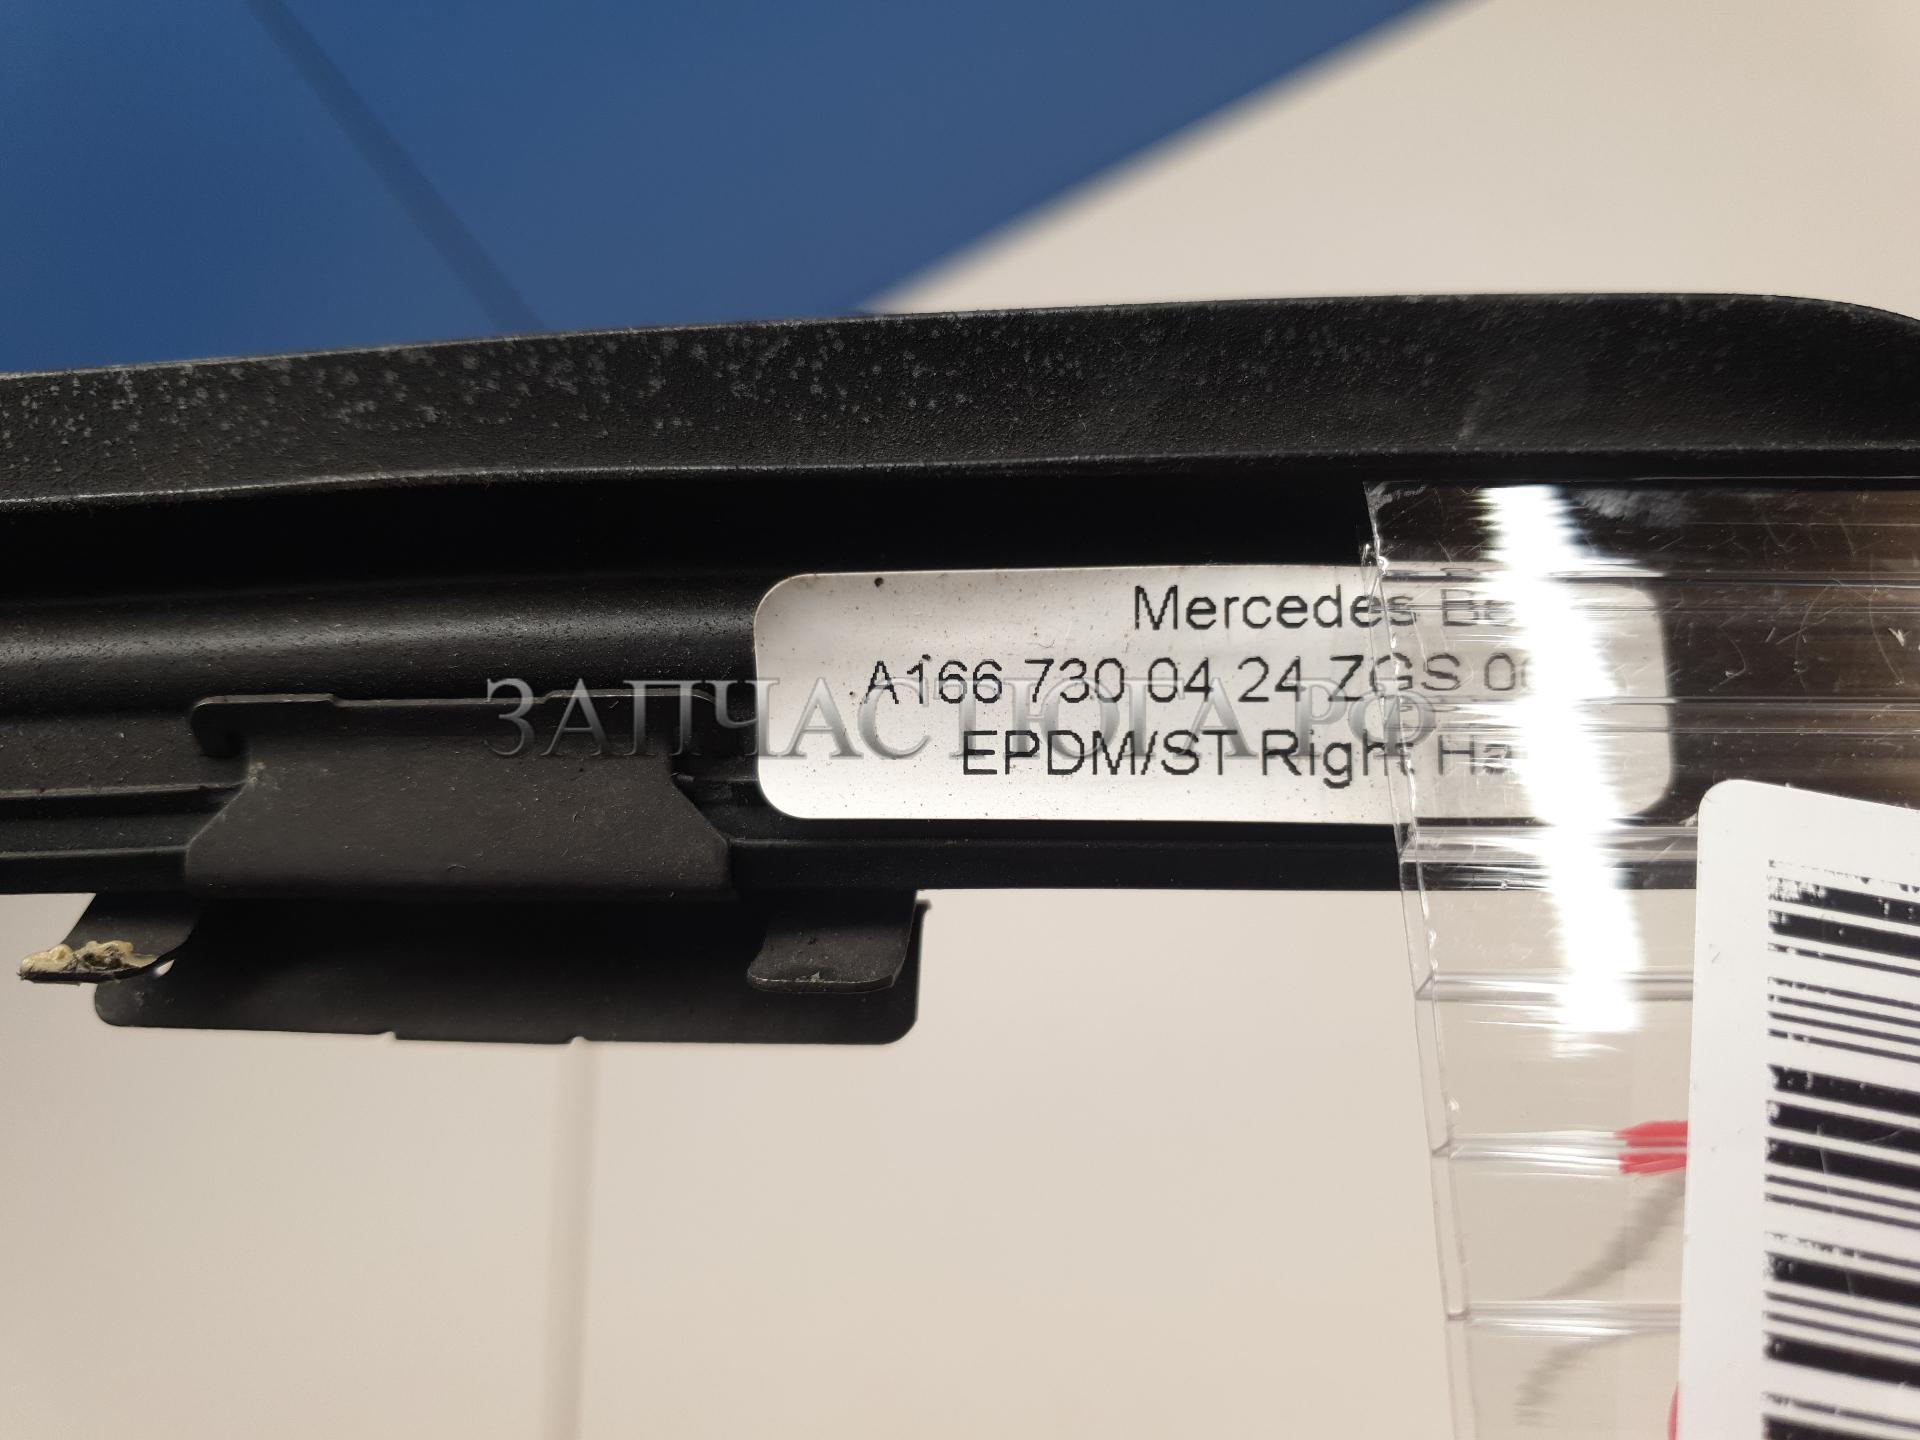 Mercedes
A166 730 04 24 ZGS
ЗАПЧАСТЮГА.РФ
EPDM/ST Right